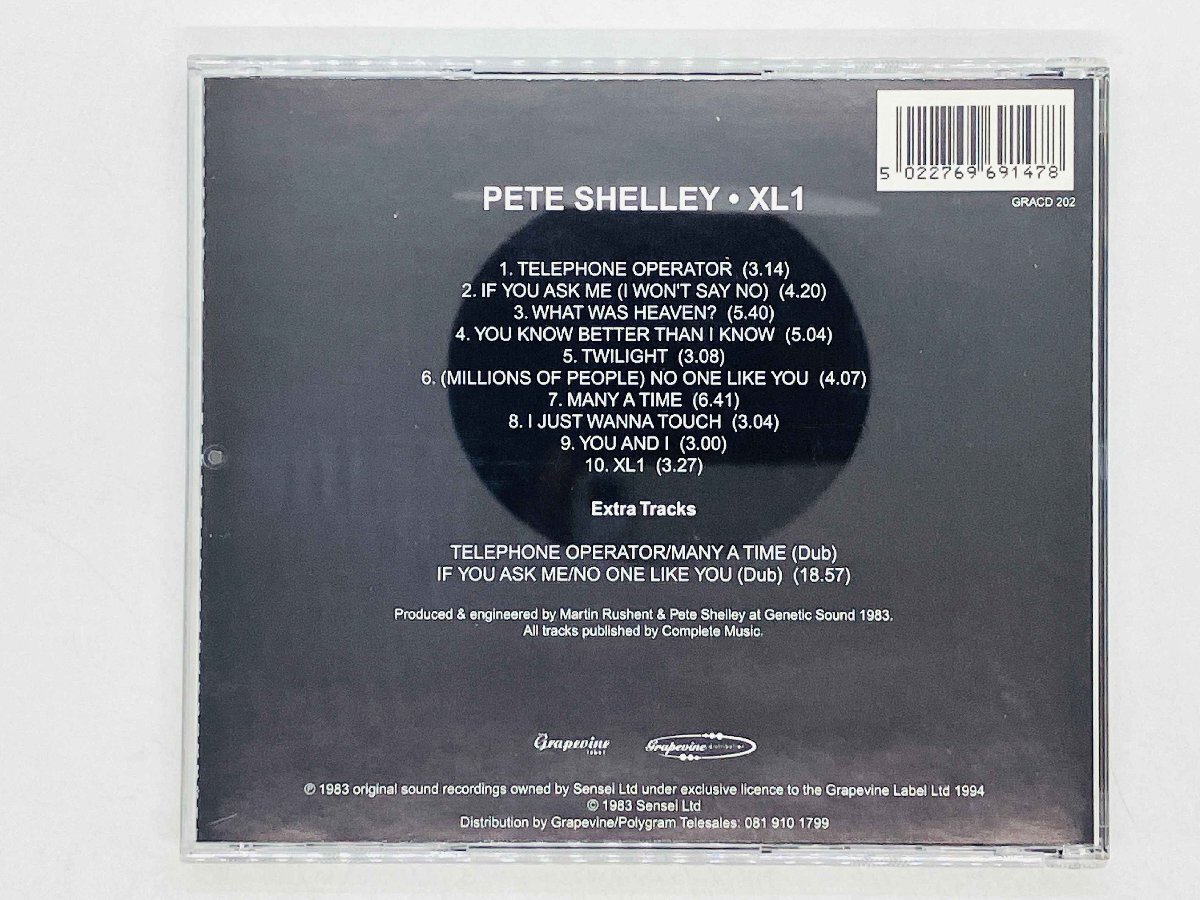 5 022769 691478
GRACD 202
PETE SHELLEY • XL1
1. TELEPHONE OPERATOR (3.14)
2. IF YOU ASK ME (I WON'T SAY NO) (4.20)
3. WHAT WAS HEAVEN? (5.40)
4. YOU KNOW BETTER THAN I KNOW (5.04)
5. TWILIGHT (3.08)
6. (MILLIONS OF PEOPLE) NO ONE LIKE YOU (4.07)
7. MANY A TIME (6.41)
8. I JUST WANNA TOUCH (3.04)
9. YOU AND I (3.00)
10. XL1 (3.27)
Extra Tracks
TELEPHONE OPERATOR/MANY A TIME (Dub)
IF YOU ASK ME/NO ONE LIKE YOU (Dub) (18.57)
Produced & engineered by Martin Rushent & Pete Shelley at Genetic Sound 1983.
All tracks published by Complete Music.
Grapevine label
Grapevine distribution
℗ 1983 original sound recordings owned by Sensei Ltd under exclusive licence to the Grapevine Label Ltd 1994
© 1983 Sensei Ltd
Distribution by Grapevine/Polygram Telesales: 081 910 1799